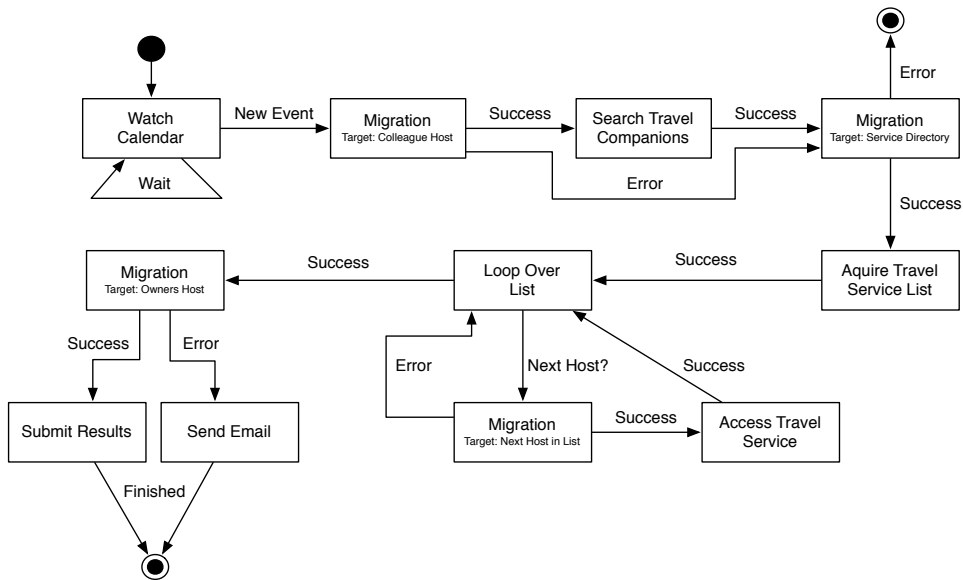 Error
Watch
Calendar
New Event
Migration
Target: Colleague Host
Success
Search Travel
Companions
Success
Migration
Target: Service Directory
Wait
Error
Success
Migration
Target: Owners Host
Success
Loop Over
List
Success
Aquire Travel
Service List
Success
Error
Error
Next Host?
Success
Submit Results
Send Email
Migration
Target: Next Host in List
Success
Access Travel
Service
Finished